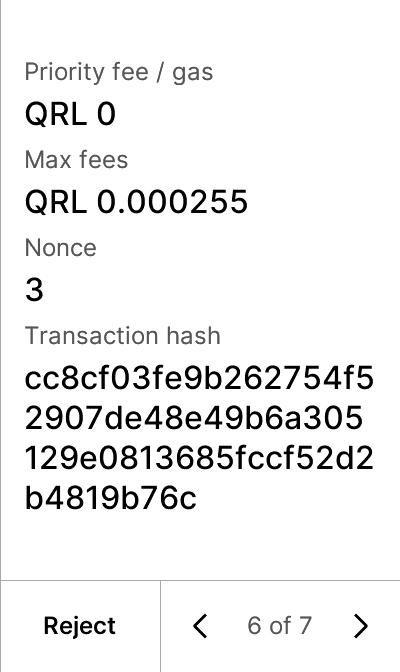 Priority fee / gas
QRL 0
Max fees
QRL 0.000255
Nonce
3
Transaction hash
cc8cf03fe9b262754f5
2907de48e49b6a305
129e0813685fccf52d2
b4819b76c
Reject
6 of 7